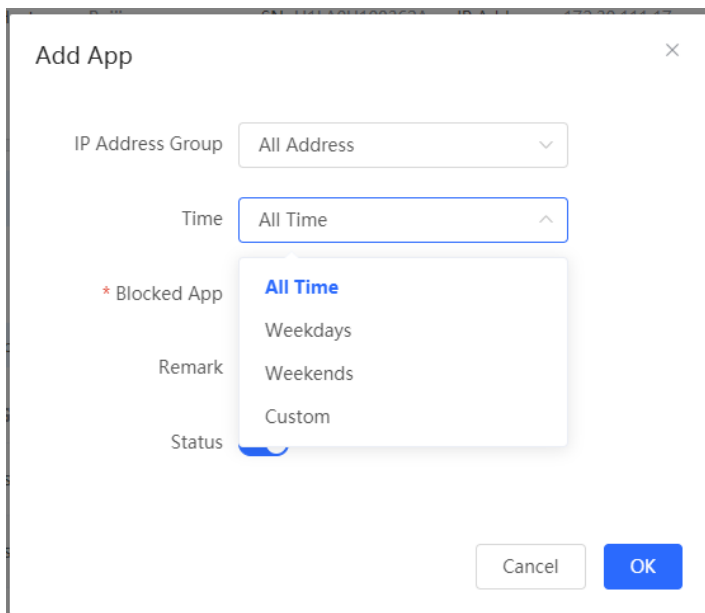 Add App
IP Address Group
All Address
Time
All Time
All Time
* Blocked App
Weekdays
Remark
Weekends
Custom
Status
Cancel
OK